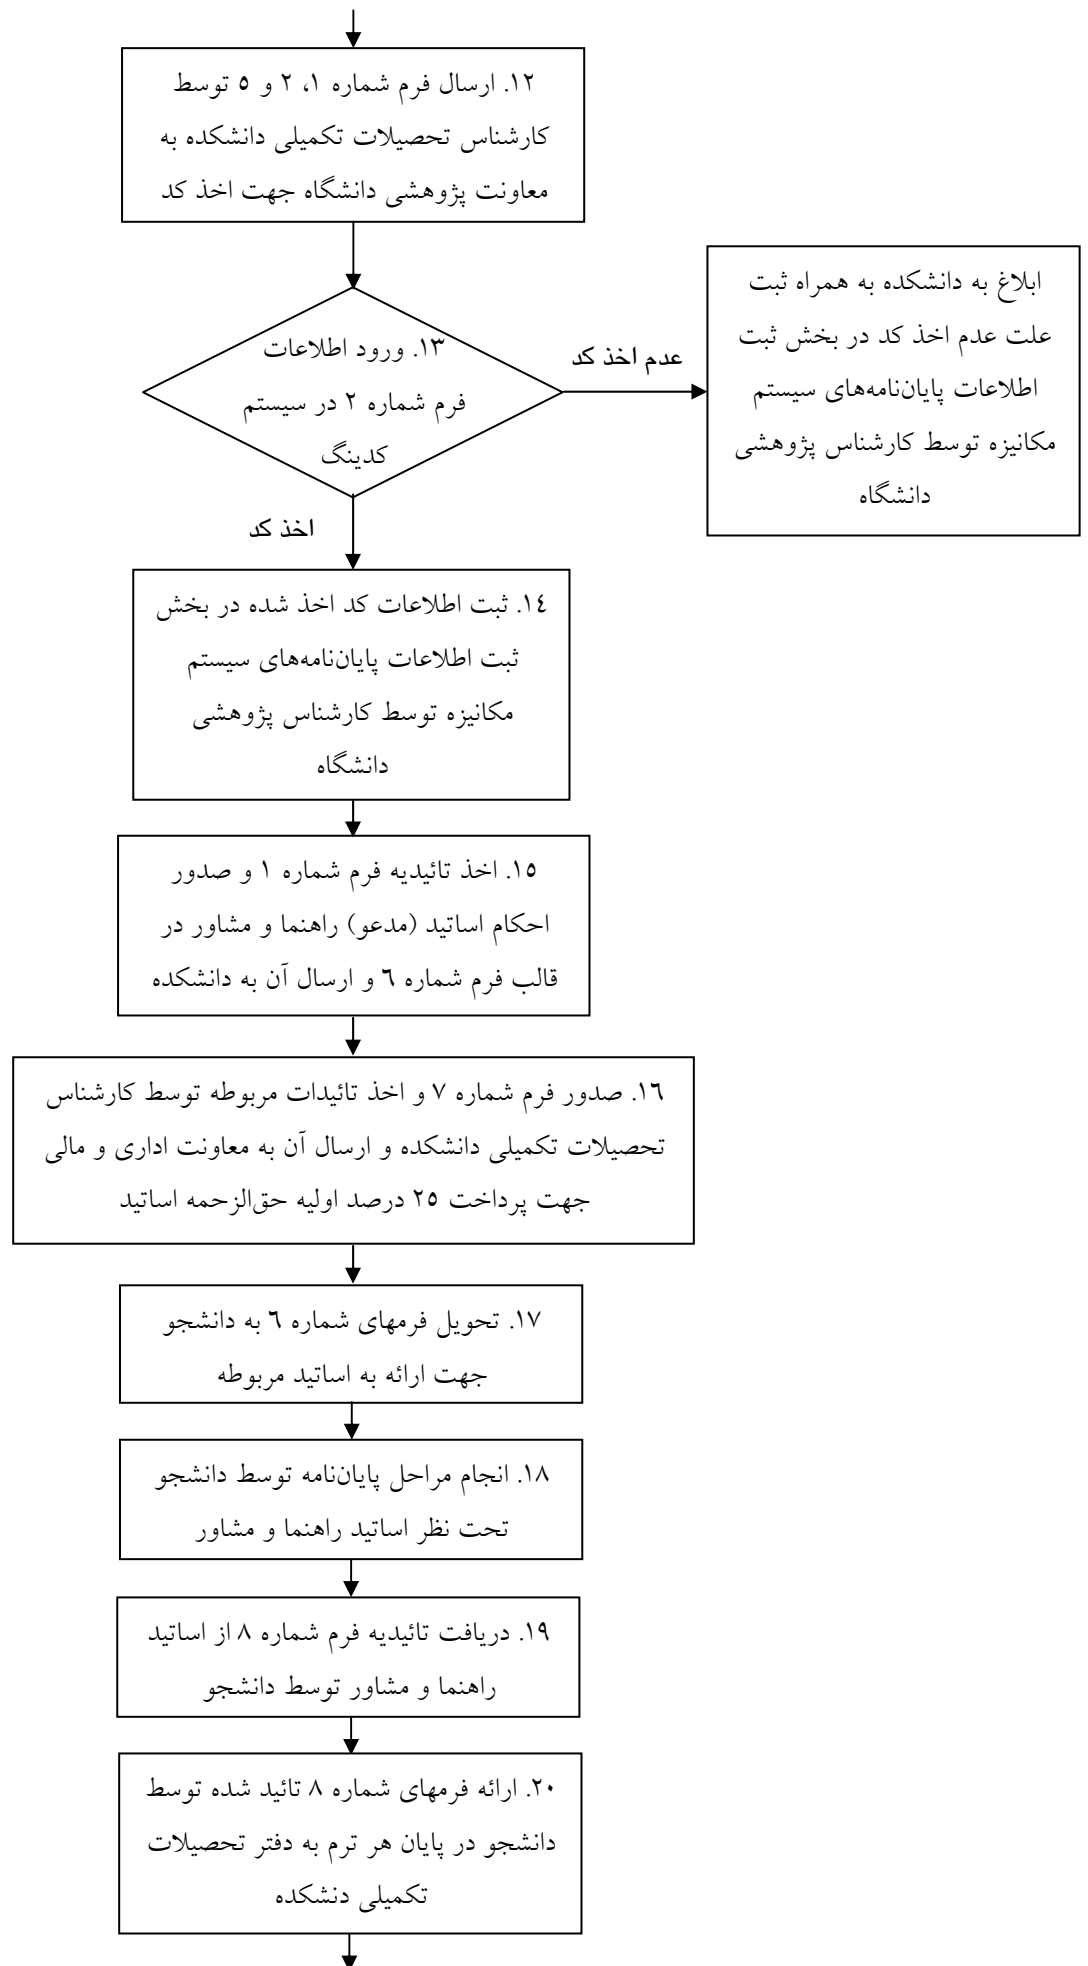 ۱۲. ارسال فرم شماره ۱، ۲ و ۵ توسط
کارشناس تحصیلات تکمیلی دانشکده به
معاونت پژوهشی دانشگاه جهت اخذ کد
۱۳. ورود اطلاعات
فرم شماره ۲ در سیستم
کدینگ
عدم اخذ کد
ابلاغ به دانشکده به همراه ثبت
علت عدم اخذ کد در بخش ثبت
اطلاعات پایان‌نامه‌های سیستم
مکانیزه توسط کارشناس پژوهشی
دانشگاه
اخذ کد
۱۴. ثبت اطلاعات کد اخذ شده در بخش
ثبت اطلاعات پایان‌نامه‌های سیستم
مکانیزه توسط کارشناس پژوهشی
دانشگاه
۱۵. اخذ تائیدیه فرم شماره ۱ و صدور
احکام اساتید (مدعو) راهنما و مشاور در
قالب فرم شماره ۶ و ارسال آن به دانشکده
۱۶. صدور فرم شماره ۷ و اخذ تائیدات مربوطه توسط کارشناس
تحصیلات تکمیلی دانشکده و ارسال آن به معاونت اداری و مالی
جهت پرداخت ۲۵ درصد اولیه حق‌الزحمه اساتید
۱۷. تحویل فرمهای شماره ۶ به دانشجو
جهت ارائه به اساتید مربوطه
۱۸. انجام مراحل پایان‌نامه توسط دانشجو
تحت نظر اساتید راهنما و مشاور
۱۹. دریافت تائیدیه فرم شماره ۸ از اساتید
راهنما و مشاور توسط دانشجو
۲۰. ارائه فرمهای شماره ۸ تائید شده توسط
دانشجو در پایان هر ترم به دفتر تحصیلات
تکمیلی دنشکده